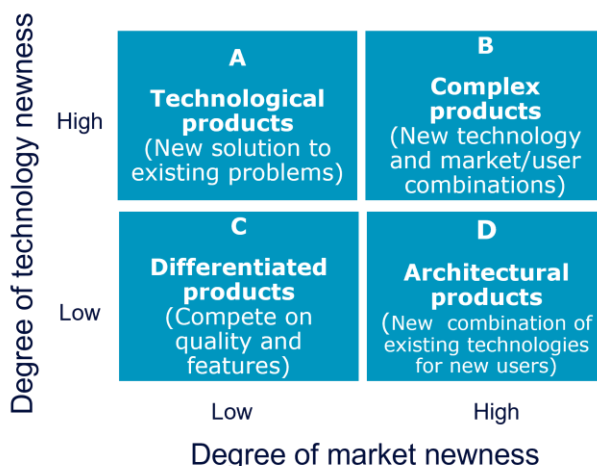 Degree of technology newness
High
Low
A
Technological
products
(New solution to
existing problems)
B
Complex
products
(New technology
and market/user
combinations)
C
Differentiated
products
(Compete on
quality and
features)
D
Architectural
products
(New combination of
existing technologies
for new users)
Low
High
Degree of market newness